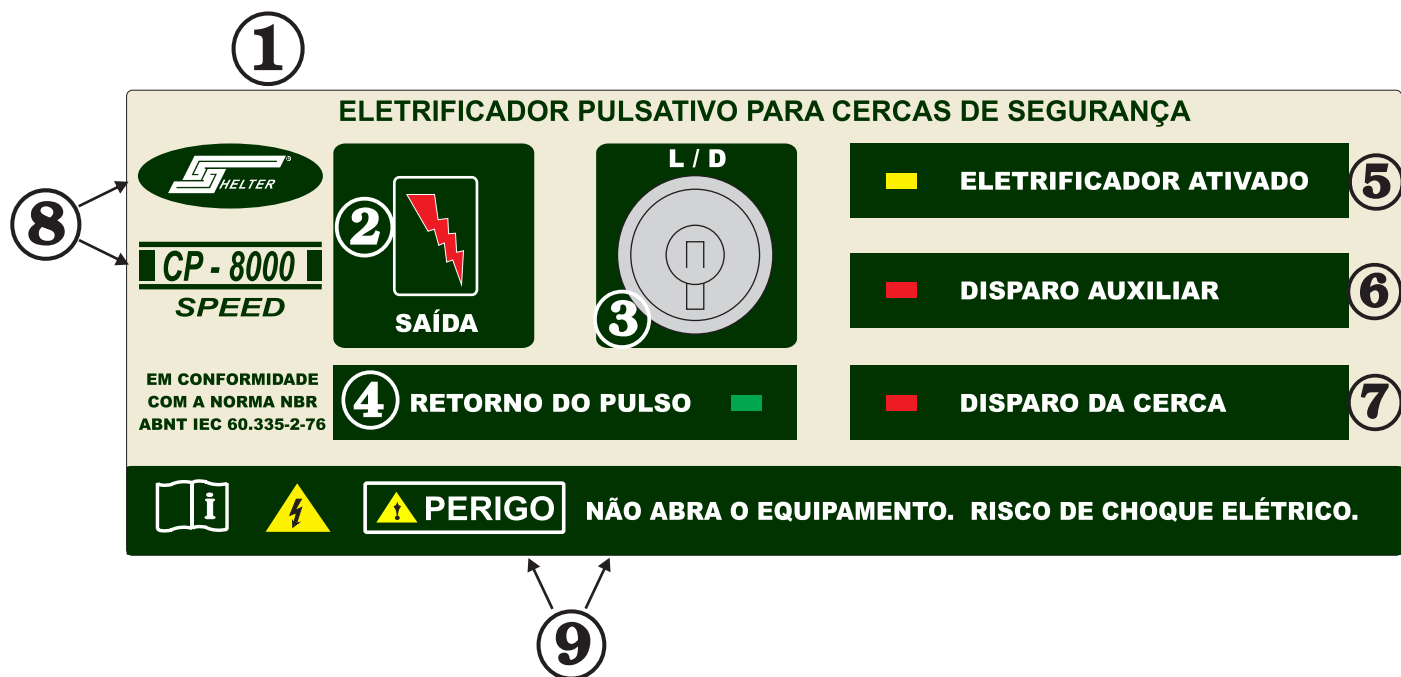 1
ELETRIFICADOR PULSATIVO PARA CERCAS DE SEGURANÇA
SHELTER®
8
CP - 8000
SPEED
2
SAÍDA
L / D
3
ELETRIFICADOR ATIVADO
5
DISPARO AUXILIAR
6
EM CONFORMIDADE
COM A NORMA NBR
ABNT IEC 60.335-2-76
4 RETORNO DO PULSO
DISPARO DA CERCA
7
i
PERIGO NÃO ABRA O EQUIPAMENTO. RISCO DE CHOQUE ELÉTRICO.
9